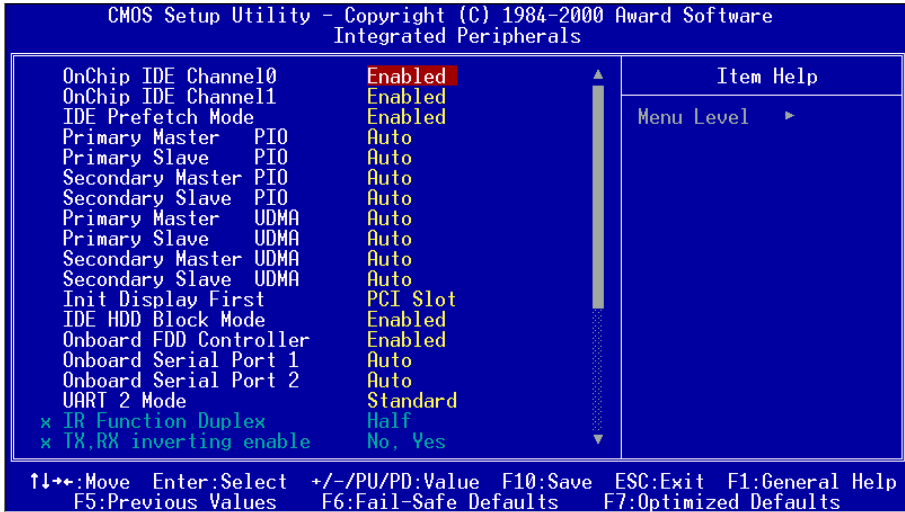 CMOS Setup Utility - Copyright (C) 1984-2000 Award Software
Integrated Peripherals
OnChip IDE Channel0 Enabled
OnChip IDE Channel1 Enabled
IDE Prefetch Mode Enabled
Primary Master PIO Auto
Primary Slave PIO Auto
Secondary Master PIO Auto
Secondary Slave PIO Auto
Primary Master UDMA Auto
Primary Slave UDMA Auto
Secondary Master UDMA Auto
Secondary Slave UDMA Auto
Init Display First PCI Slot
IDE HDD Block Mode Enabled
Onboard FDD Controller Enabled
Onboard Serial Port 1 Auto
Onboard Serial Port 2 Auto
UART 2 Mode Standard
x IR Function Duplex Half
x TX,RX inverting enable No, Yes
Item Help
Menu Level ►
↑↓→←:Move Enter:Select +/-/PU/PD:Value F10:Save ESC:Exit F1:General Help
F5:Previous Values F6:Fail-Safe Defaults F7:Optimized Defaults